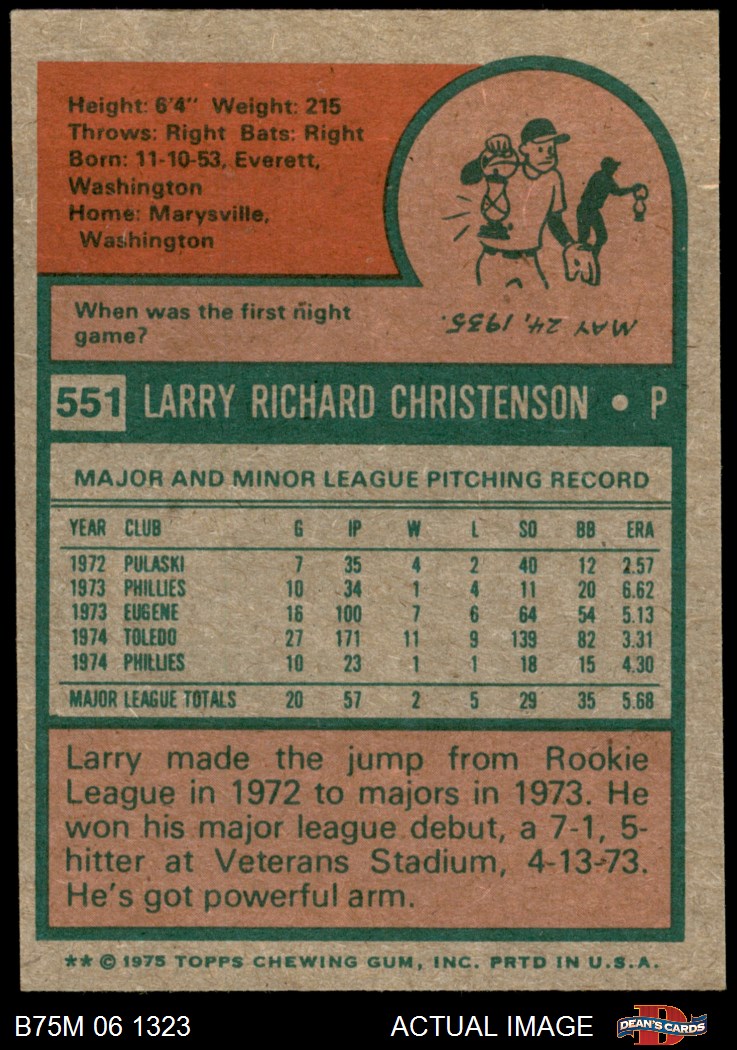 Height: 6'4" Weight: 215
Throws: Right Bats: Right
Born: 11-10-53, Everett,
Washington
Home: Marysville,
Washington
When was the first night
game?
MAY 24, 1935.
551 LARRY RICHARD CHRISTENSON • P
MAJOR AND MINOR LEAGUE PITCHING RECORD
YEAR CLUB G IP W L SO BB ERA
1972 PULASKI 7 35 4 2 40 12 2.57
1973 PHILLIES 10 34 1 4 11 20 6.62
1973 EUGENE 16 100 7 6 64 54 5.13
1974 TOLEDO 27 171 11 9 139 82 3.31
1974 PHILLIES 10 23 1 1 18 15 4.30
MAJOR LEAGUE TOTALS 20 57 2 5 29 35 5.68
Larry made the jump from Rookie
League in 1972 to majors in 1973. He
won his major league debut, a 7-1, 5-
hitter at Veterans Stadium, 4-13-73.
He's got powerful arm.
** © 1975 TOPPS CHEWING GUM, INC. PRTD IN U.S.A.
B75M 06 1323 ACTUAL IMAGE D DEAN'S CARDS